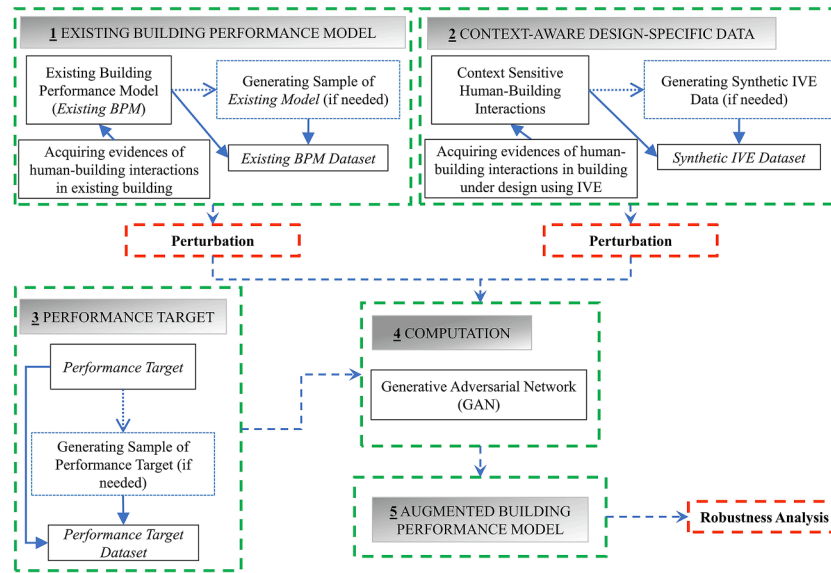 1 EXISTING BUILDING PERFORMANCE MODEL
Existing Building
Performance Model
(Existing BPM)
Generating Sample of
Existing Model (if needed)
Acquiring evidences of
human-building interactions
in existing building
Existing BPM Dataset
2 CONTEXT-AWARE DESIGN-SPECIFIC DATA
Context Sensitive
Human-Building
Interactions
Generating Synthetic IVE
Data (if needed)
Acquiring evidences of human-
building interactions in building
under design using IVE
Synthetic IVE Dataset
Perturbation
Perturbation
3 PERFORMANCE TARGET
Performance Target
Generating Sample of
Performance Target (if
needed)
Performance Target
Dataset
4 COMPUTATION
Generative Adversarial Network
(GAN)
5 AUGMENTED BUILDING
PERFORMANCE MODEL
Robustness Analysis